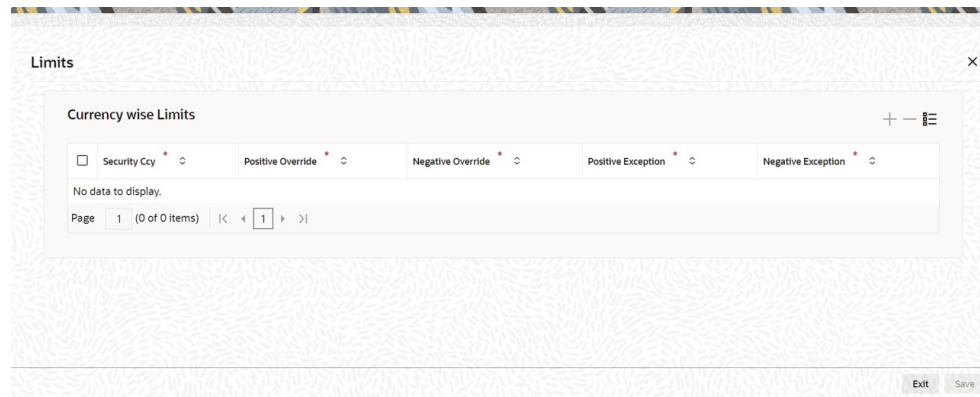 Limits
Currency wise Limits
Security Ccy * Positive Override * Negative Override * Positive Exception * Negative Exception *
No data to display.
Page 1 (0 of 0 items) 1
Exit Save